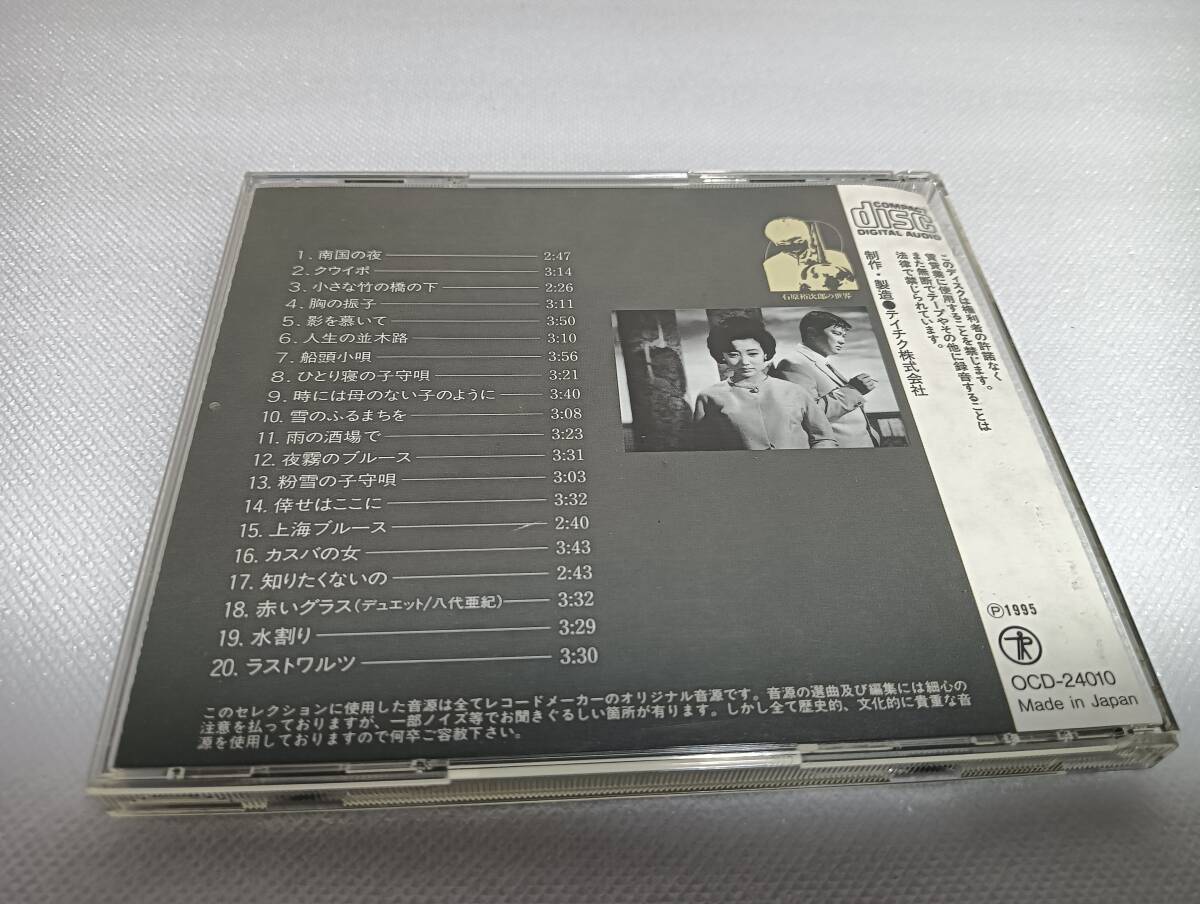 1. 南国の夜 2:47
2. クウイポ 3:14
3. 小さな竹の橋の下 2:26
4. 胸の振子 3:11
5. 影を慕いて 3:50
6. 人生の並木路 3:10
7. 船頭小唄 3:56
8. ひとり寝の子守唄 3:21
9. 時には母のない子のように 3:40
10. 雪のふるまちを 3:08
11. 雨の酒場で 3:23
12. 夜霧のブルース 3:31
13. 粉雪の子守唄 3:03
14. 倖せはここに 3:32
15. 上海ブルース 2:40
16. カスバの女 3:43
17. 知りたくないの 2:43
18. 赤いグラス(デュエット/八代亜紀) 3:32
19. 水割り 3:29
20. ラストワルツ 3:30
このセレクションに使用した音源は全てレコードメーカーのオリジナル音源です。音源の選曲及び編集には細心の
注意を払っておりますが、一部ノイズ等でお聞きぐるしい箇所が有ります。しかし全て歴史的、文化的に貴重な音
源を使用しておりますので何卒ご容赦下さい。
石原裕次郎の世界
COMPACT
disc
DIGITAL AUDIO
このディスクは権利者の許諾なく
賃貸業に使用することを禁じます。
また無断でテープやその他に録音することは
法律で禁じられています。
制作・製造●テイチク株式会社
Ⓟ1995
OCD-24010
Made in Japan